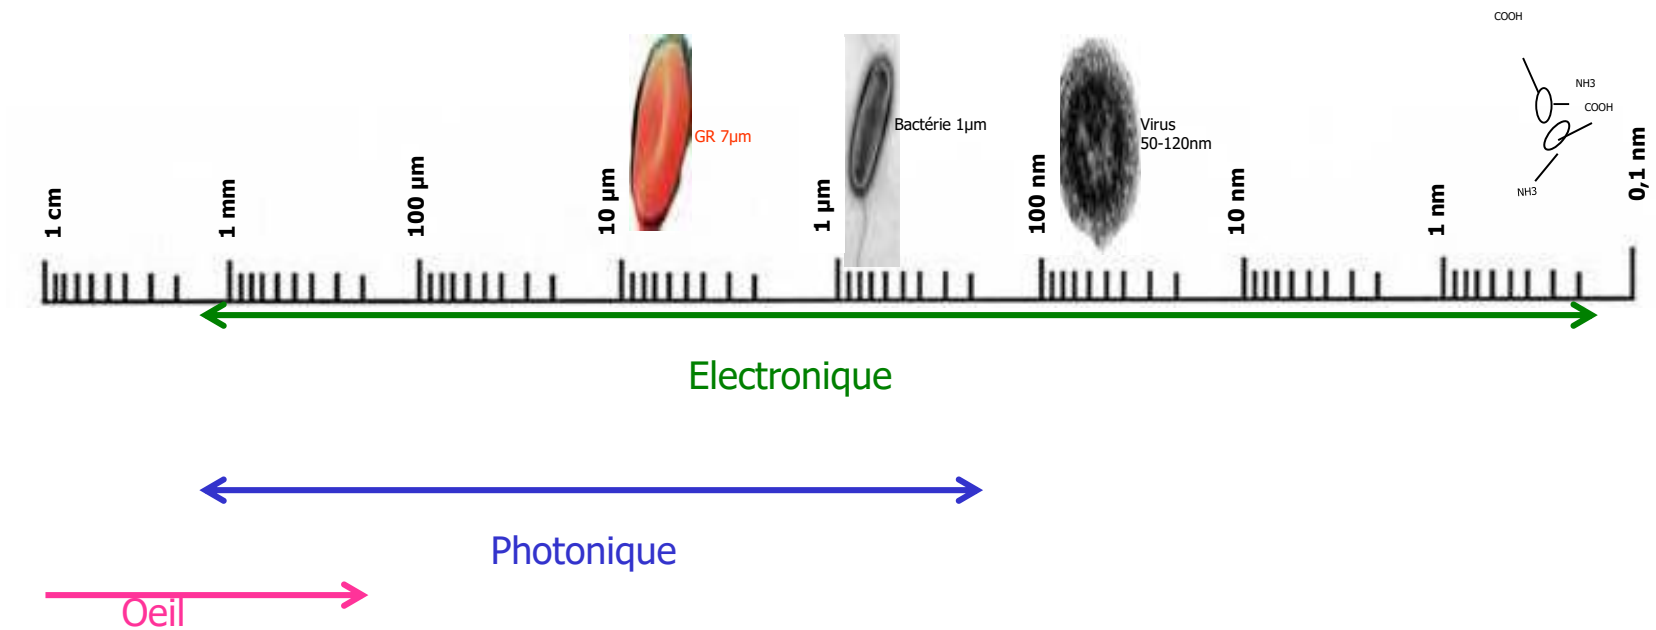 COOH
NH3
COOH
NH3
GR 7µm
Bactérie 1µm
Virus
50-120nm
1 cm
1 mm
100 µm
10 µm
1 µm
100 nm
10 nm
1 nm
0,1 nm
Electronique
Photonique
Oeil